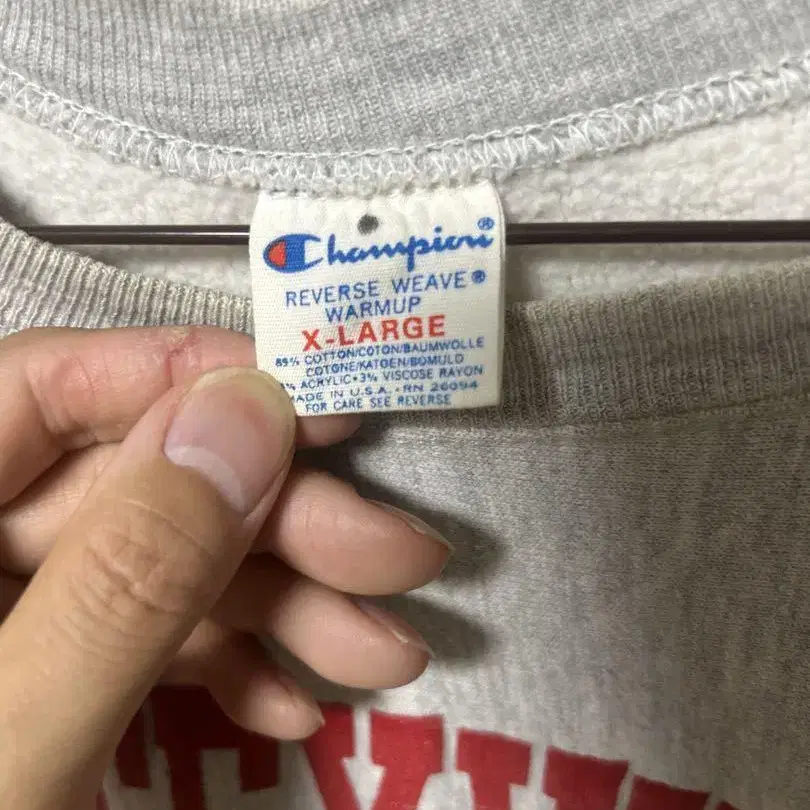 Champion®
REVERSE WEAVE®
WARMUP
X-LARGE
89% COTTON/COTON/BAUMWOLLE
COTONE/KATOEN/BOMULD
% ACRYLIC • 3% VISCOSE RAYON
MADE IN U.S.A. • RN 26094
FOR CARE SEE REVERSE